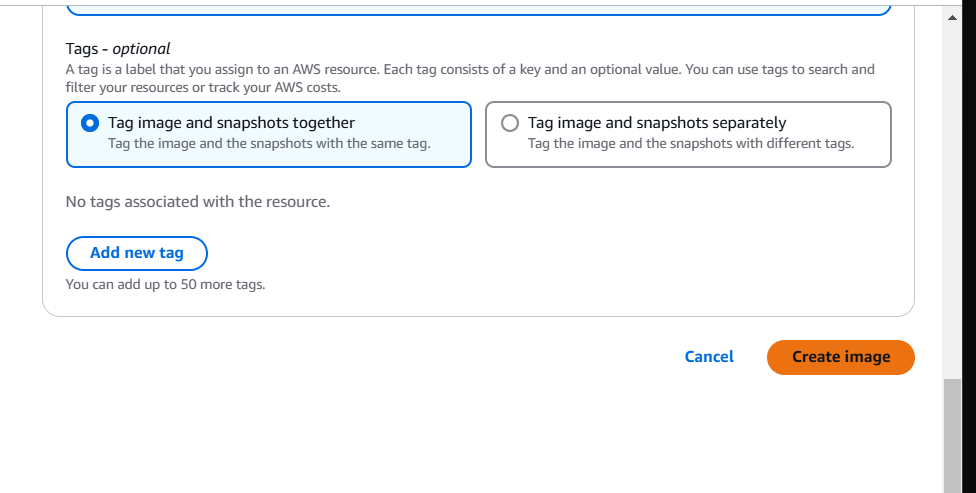 Tags - optional
A tag is a label that you assign to an AWS resource. Each tag consists of a key and an optional value. You can use tags to search and
filter your resources or track your AWS costs.
Tag image and snapshots together
Tag the image and the snapshots with the same tag.
Tag image and snapshots separately
Tag the image and the snapshots with different tags.
No tags associated with the resource.
Add new tag
You can add up to 50 more tags.
Cancel
Create image